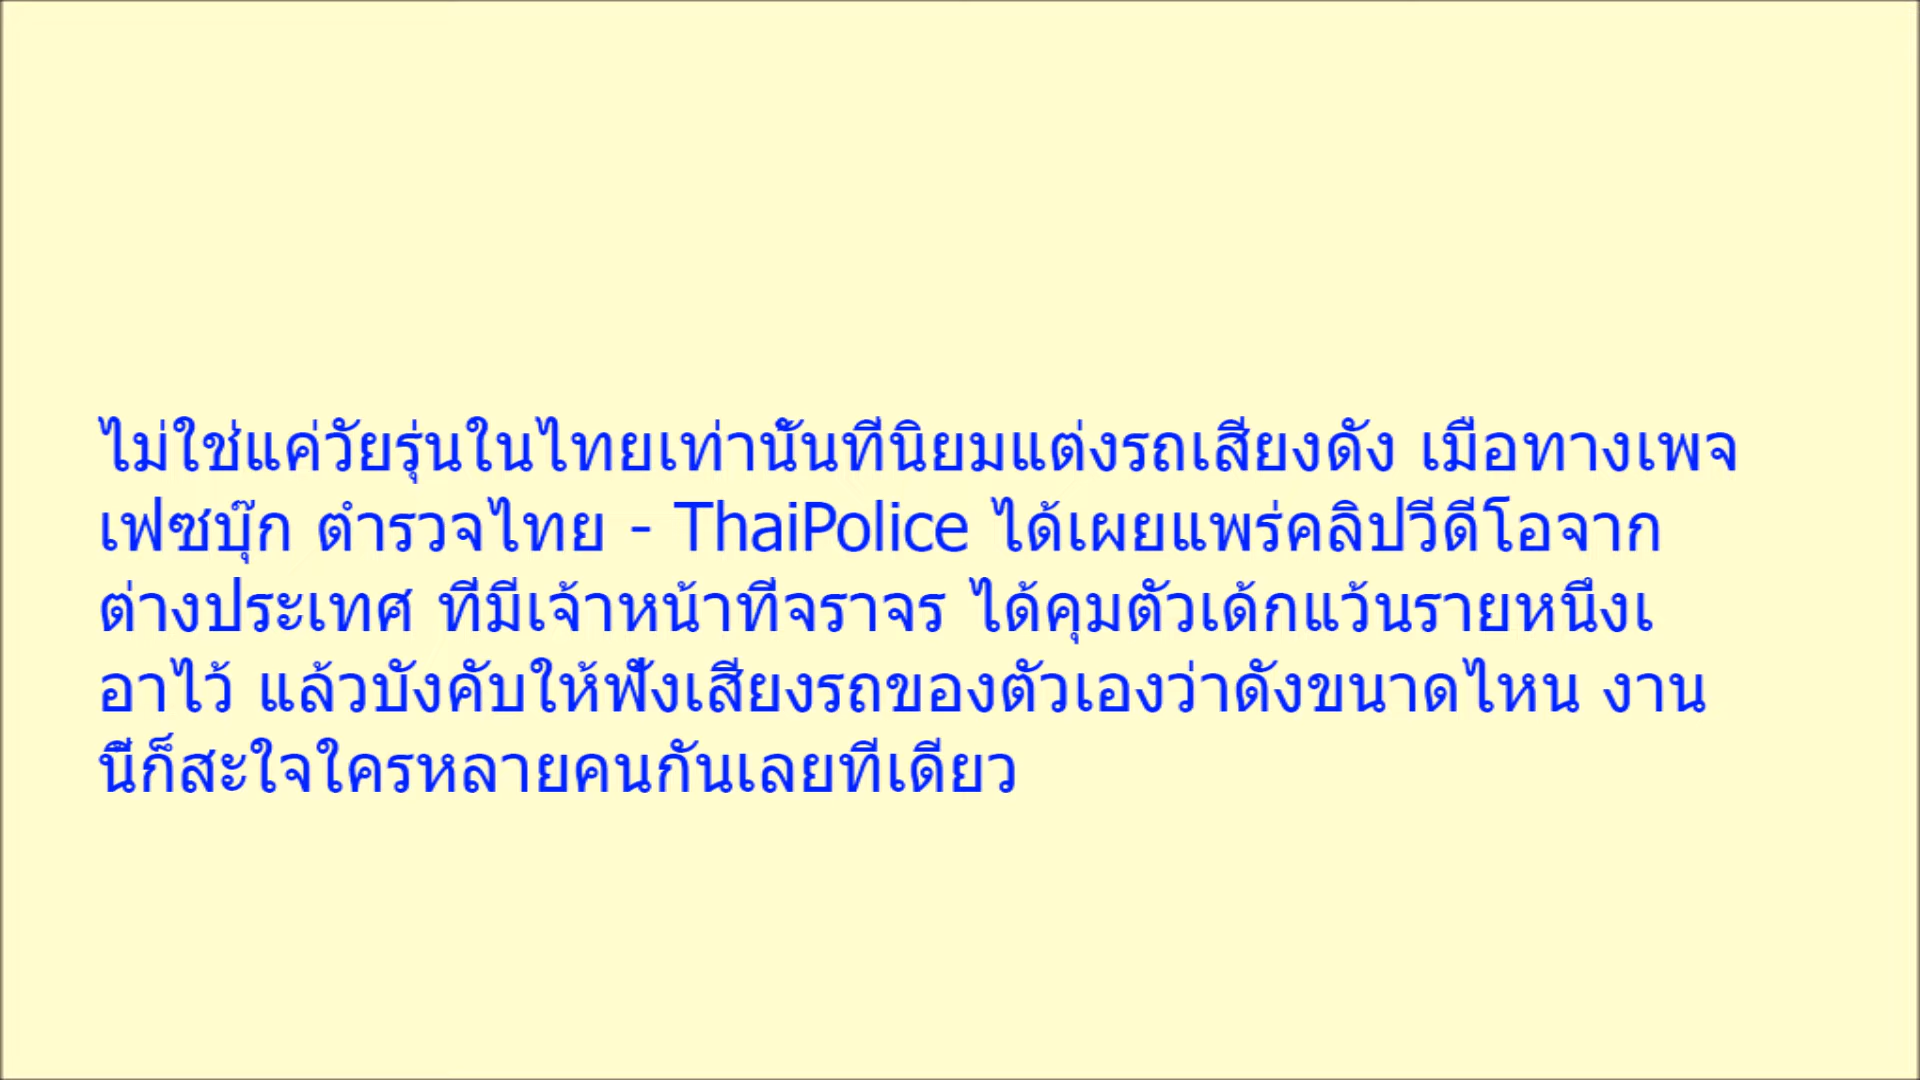 ไม่ใช่แค่วัยรุ่นในไทยเท่านั้นที่นิยมแต่งรถเสียงดัง เมื่อทางเพจ
เฟซบุ๊ก ตำรวจไทย - ThaiPolice ได้เผยแพร่คลิปวีดีโอจาก
ต่างประเทศ ที่มีเจ้าหน้าที่จราจร ได้คุมตัวเด้กแว้นรายหนึ่งเ
อาไว้ แล้วบังคับให้ฟังเสียงรถของตัวเองว่าดังขนาดไหน งาน
นี้ก็สะใจใครหลายคนกันเลยทีเดียว